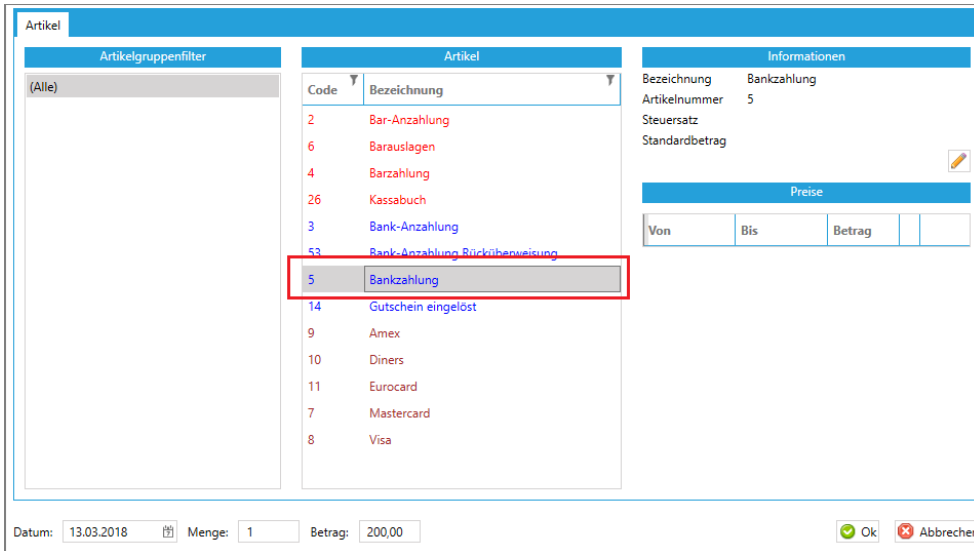 Artikel
Artikelgruppenfilter
(Alle)
Artikel
Code Bezeichnung
2 Bar-Anzahlung
6 Barauslagen
4 Barzahlung
26 Kassabuch
3 Bank-Anzahlung
53 Bank-Anzahlung Rücküberweisung
5 Bankzahlung
14 Gutschein eingelöst
9 Amex
10 Diners
11 Eurocard
7 Mastercard
8 Visa
Informationen
Bezeichnung Bankzahlung
Artikelnummer 5
Steuersatz
Standardbetrag
Preise
Von Bis Betrag
Datum: 13.03.2018 Menge: 1 Betrag: 200,00 Ok Abbrechen